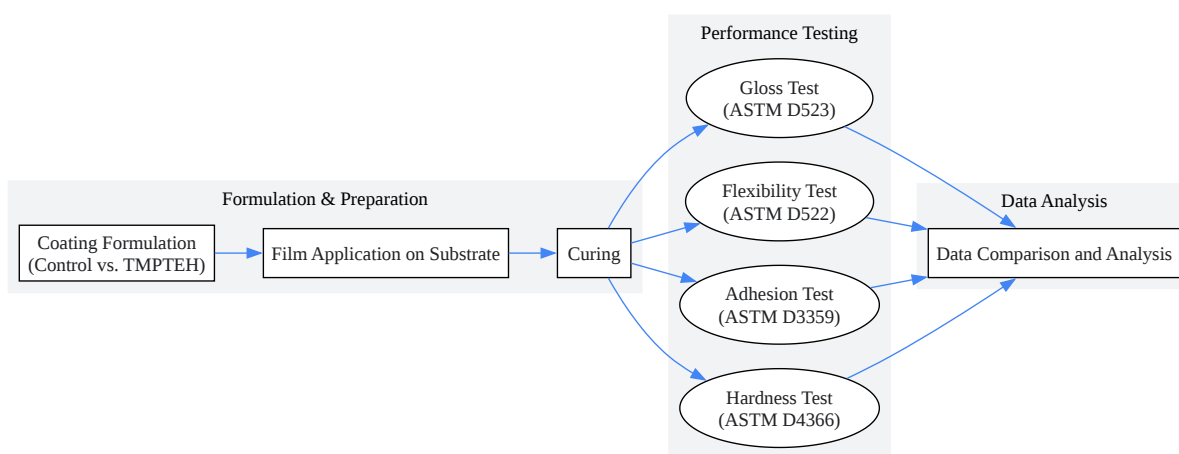 Formulation & Preparation
Coating Formulation
(Control vs. TMPTEH)
Film Application on Substrate
Curing
Performance Testing
Gloss Test
(ASTM D523)
Flexibility Test
(ASTM D522)
Adhesion Test
(ASTM D3359)
Hardness Test
(ASTM D4366)
Data Analysis
Data Comparison and Analysis